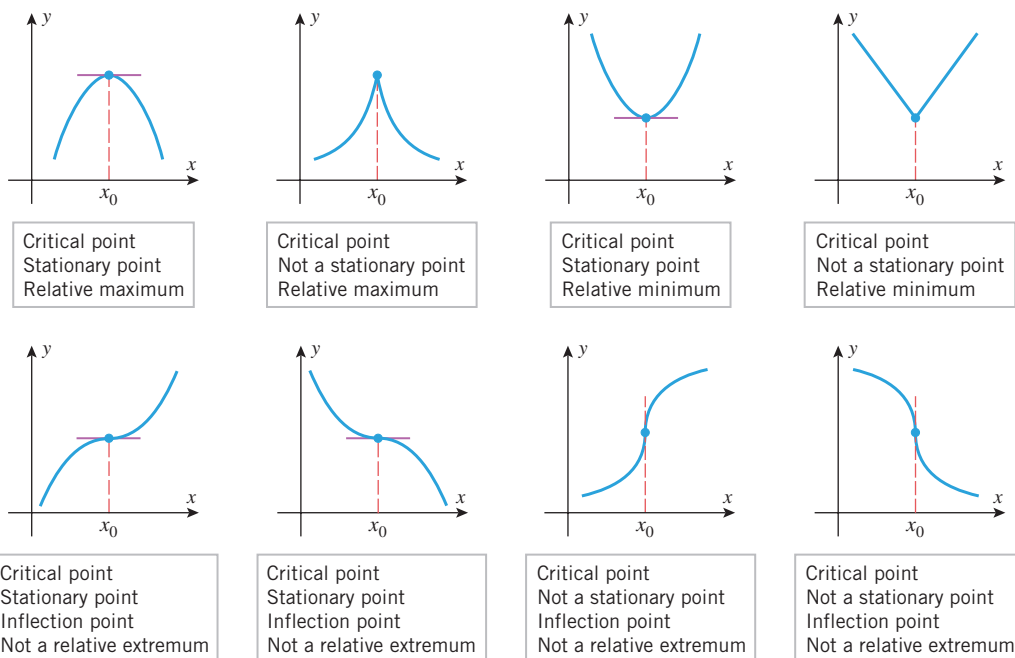 y
x
x0
Critical point
Stationary point
Relative maximum
y
x
x0
Critical point
Not a stationary point
Relative maximum
y
x
x0
Critical point
Stationary point
Relative minimum
y
x
x0
Critical point
Not a stationary point
Relative minimum
y
x
x0
Critical point
Stationary point
Inflection point
Not a relative extremum
y
x
x0
Critical point
Stationary point
Inflection point
Not a relative extremum
y
x
x0
Critical point
Not a stationary point
Inflection point
Not a relative extremum
y
x
x0
Critical point
Not a stationary point
Inflection point
Not a relative extremum